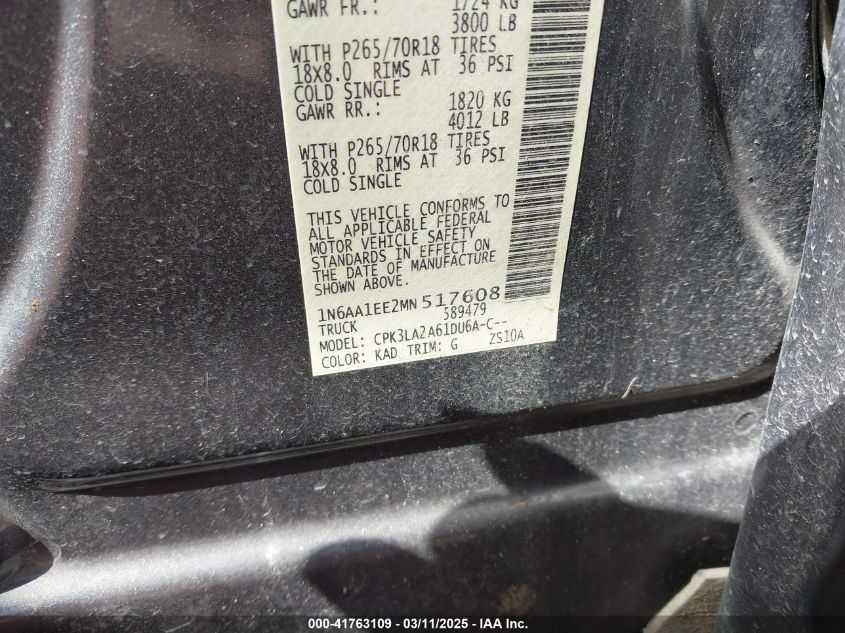 GAWR FR.: 1724 KG
3800 LB
WITH P265/70R18 TIRES
18X8.0 RIMS AT 36 PSI
COLD SINGLE
GAWR RR.: 1820 KG
4012 LB
WITH P265/70R18 TIRES
18X8.0 RIMS AT 36 PSI
COLD SINGLE
THIS VEHICLE CONFORMS TO
ALL APPLICABLE FEDERAL
MOTOR VEHICLE SAFETY
STANDARDS IN EFFECT ON
THE DATE OF MANUFACTURE
SHOWN ABOVE.
1N6AA1EE2MN517608
TRUCK 589479
MODEL: CPK3LA2A61DU6A-C--
COLOR: KAD TRIM: G ZS10A
000-41763109 - 03/11/2025 - IAA Inc.